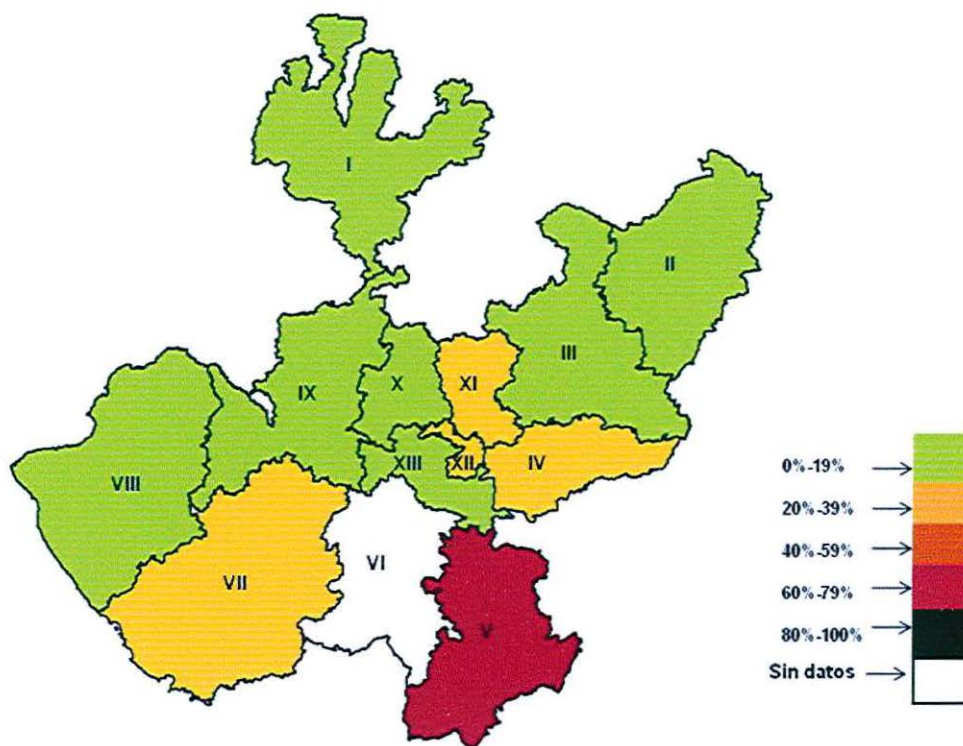 I
II
III
XI
X
IX
XII
IV
XIII
VIII
VII
VI
V
0%-19%
20%-39%
40%-59%
60%-79%
80%-100%
Sin datos